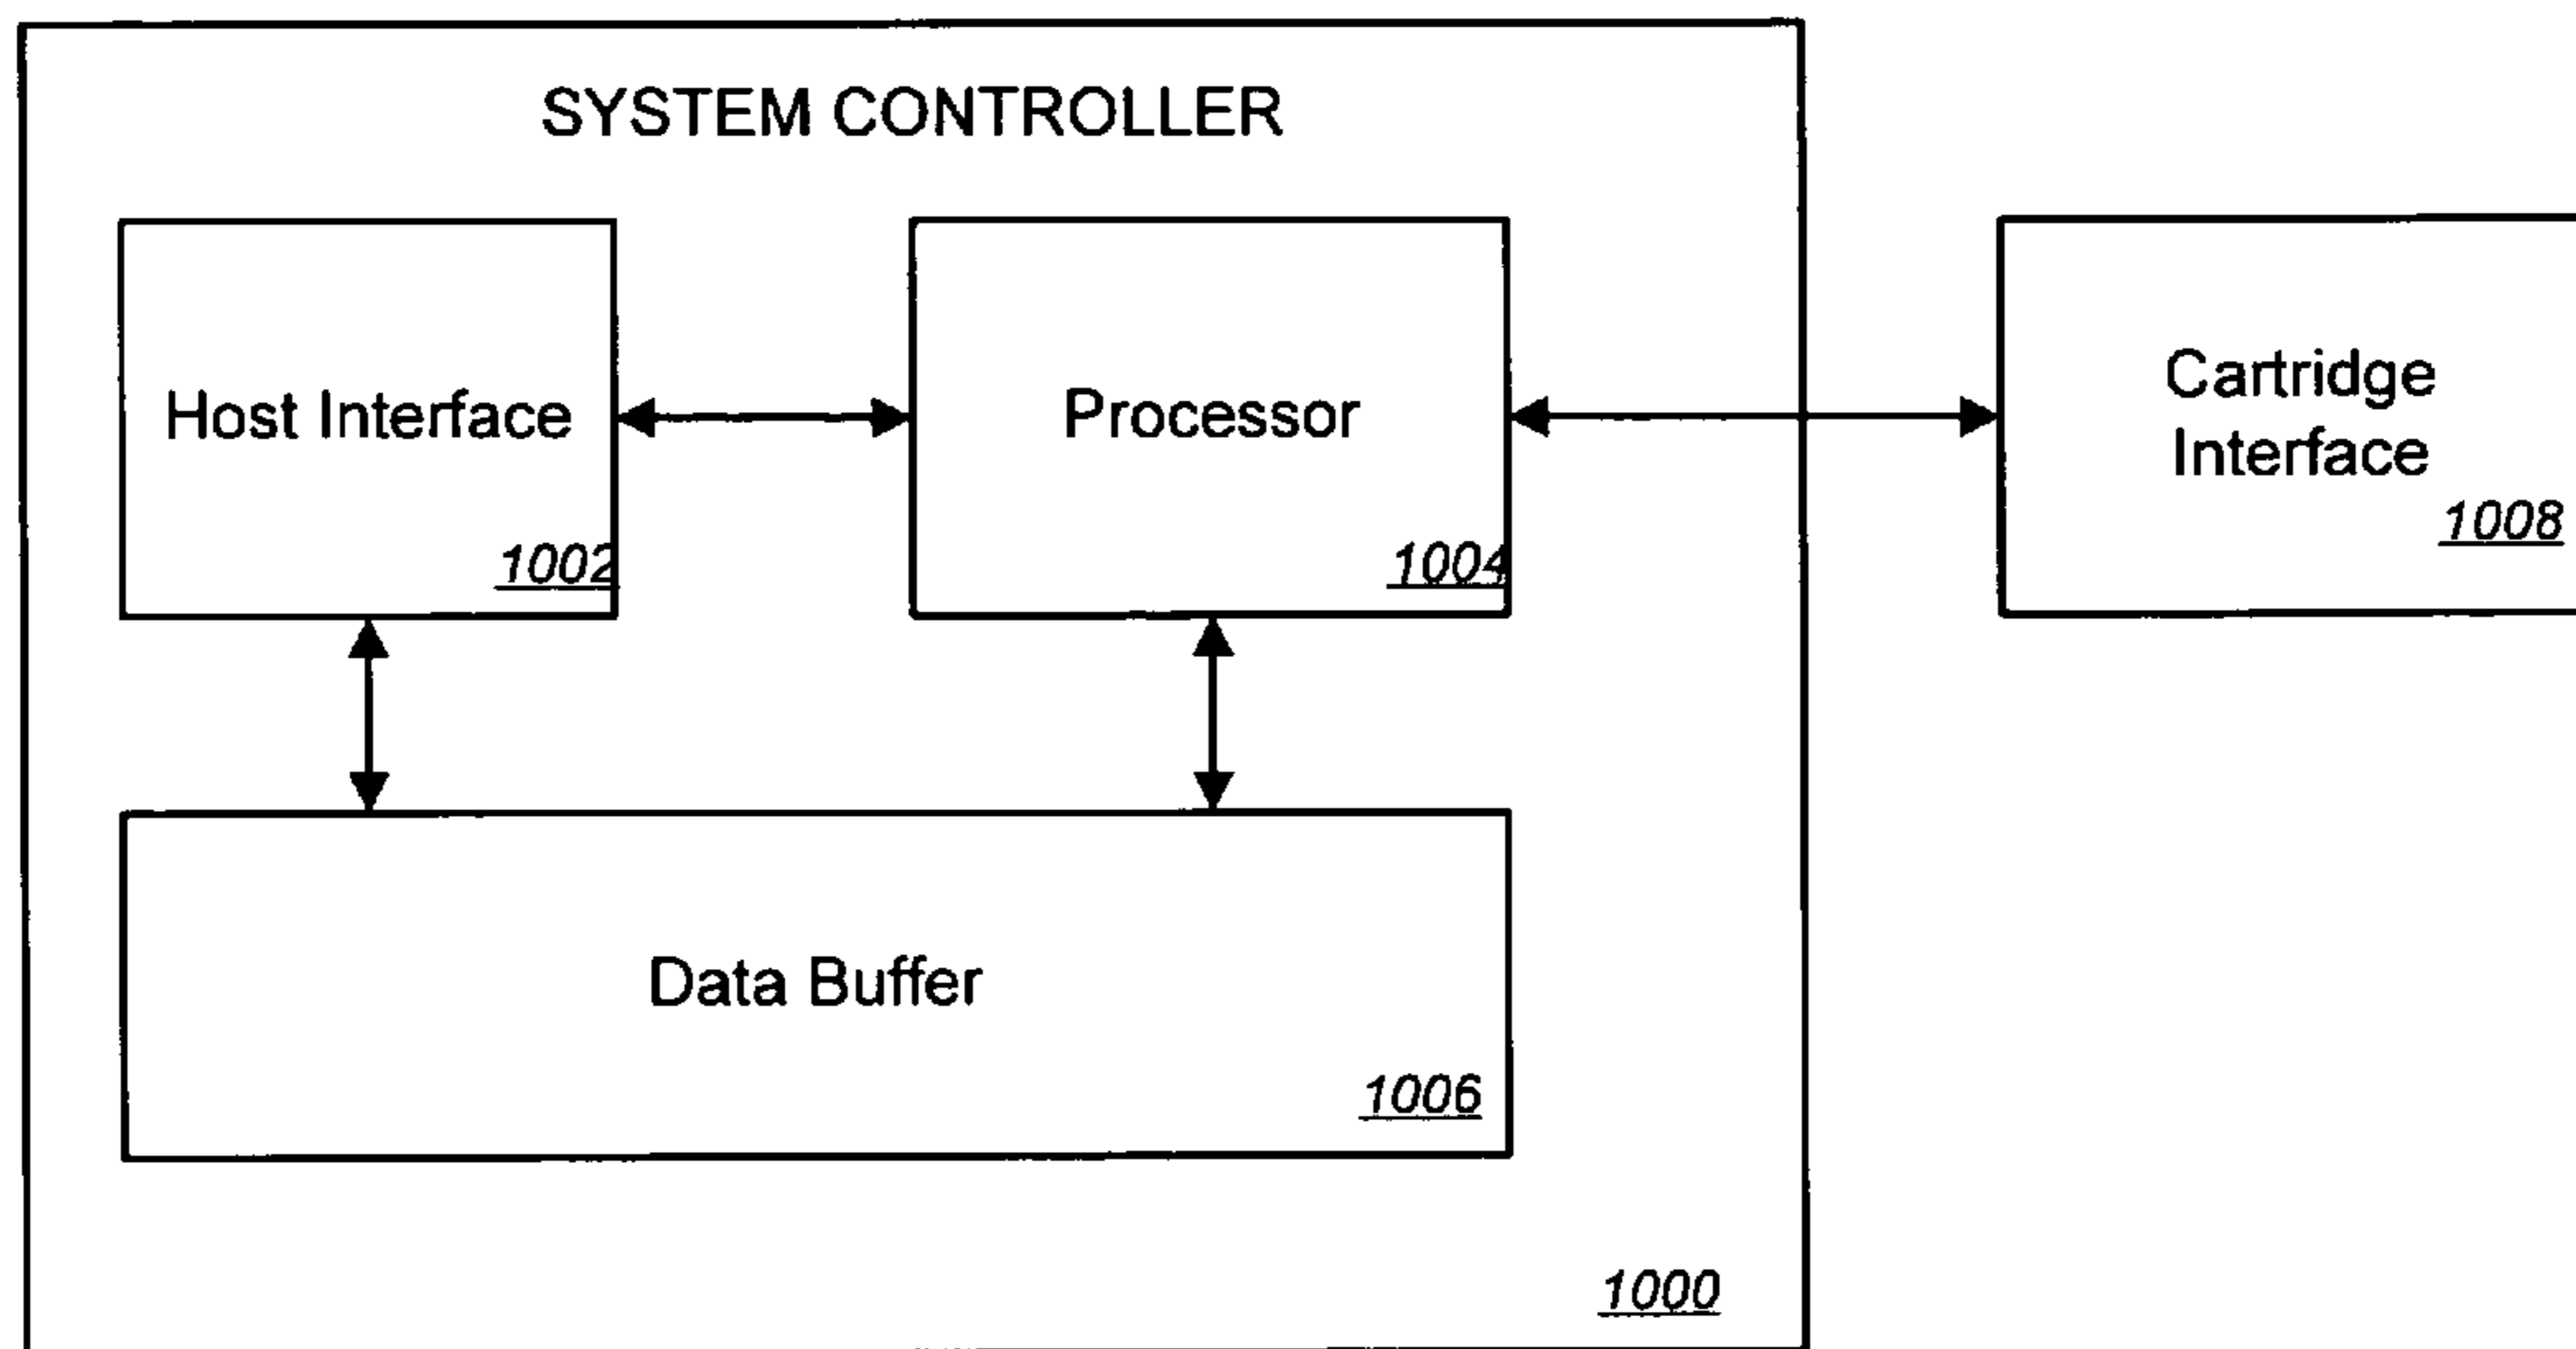 SYSTEM CONTROLLER
Host Interface
1002
Processor
1004
Cartridge
Interface
1008
Data Buffer
1006
1000